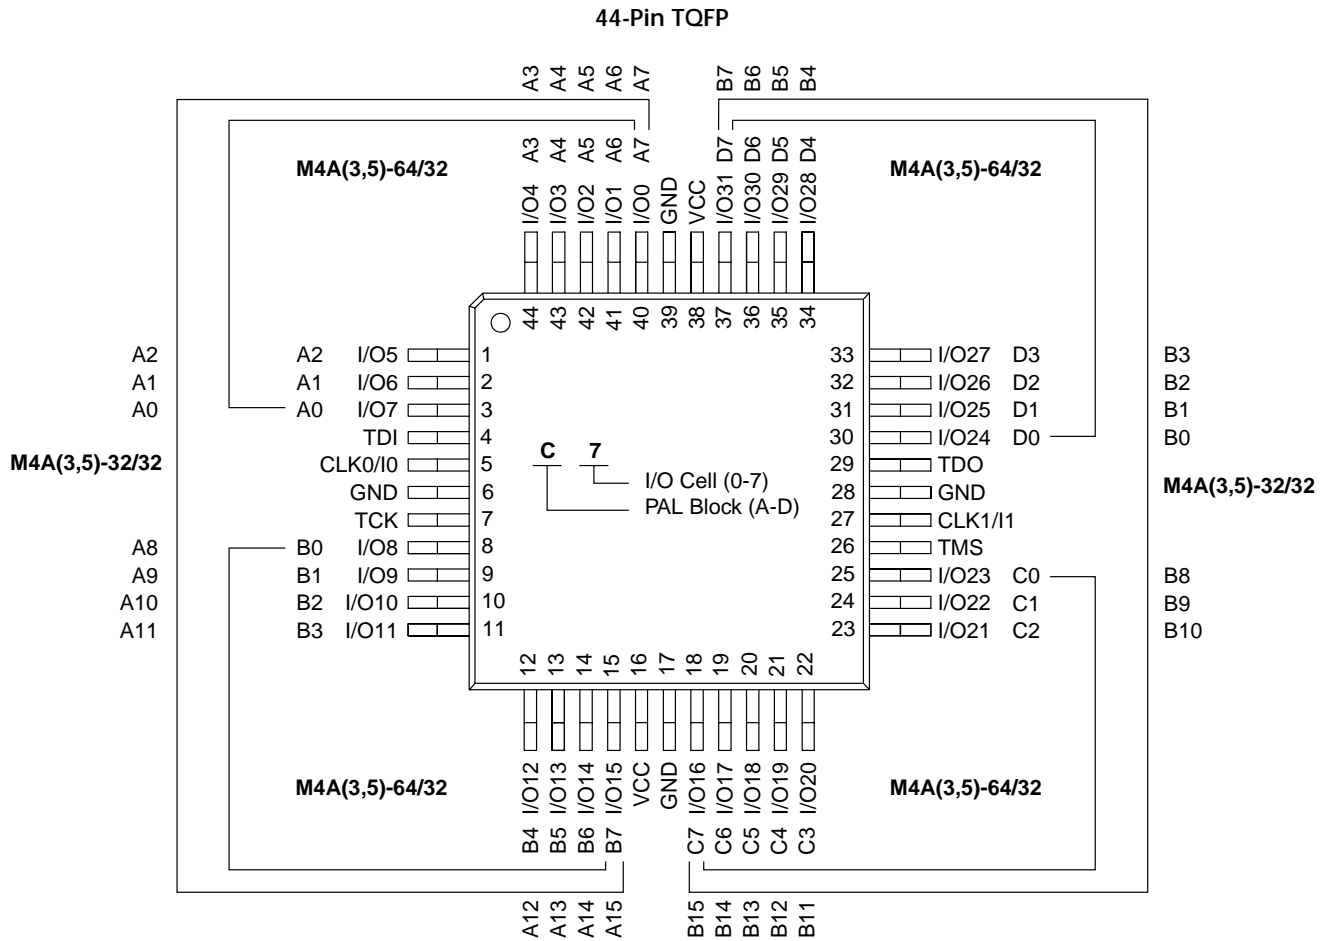 44-Pin TQFP
A3 A4 A5 A6 A7 B7 B6 B5 B4
A3 A4 A5 A6 A7 D7 D6 D5 D4
M4A(3,5)-64/32 M4A(3,5)-64/32
I/O4 I/O3 I/O2 I/O1 I/O0 GND VCC I/O31 I/O30 I/O29 I/O28
44 43 42 41 40 39 38 37 36 35 34
A2 A2 I/O5 1 33 I/O27 D3 B3
A1 A1 I/O6 2 32 I/O26 D2 B2
A0 A0 I/O7 3 31 I/O25 D1 B1
TDI 4 30 I/O24 D0 B0
M4A(3,5)-32/32 CLK0/I0 5 C 7 29 TDO
I/O Cell (0-7)
GND 6 28 GND M4A(3,5)-32/32
PAL Block (A-D)
TCK 7 27 CLK1/I1
A8 B0 I/O8 8 26 TMS
A9 B1 I/O9 9 25 I/O23 C0 B8
A10 B2 I/O10 10 24 I/O22 C1 B9
A11 B3 I/O11 11 23 I/O21 C2 B10
12 13 14 15 16 17 18 19 20 21 22
I/O12 I/O13 I/O14 I/O15 VCC GND I/O16 I/O17 I/O18 I/O19 I/O20
M4A(3,5)-64/32 M4A(3,5)-64/32
B4 B5 B6 B7 C7 C6 C5 C4 C3
A12 A13 A14 A15 B15 B14 B13 B12 B11